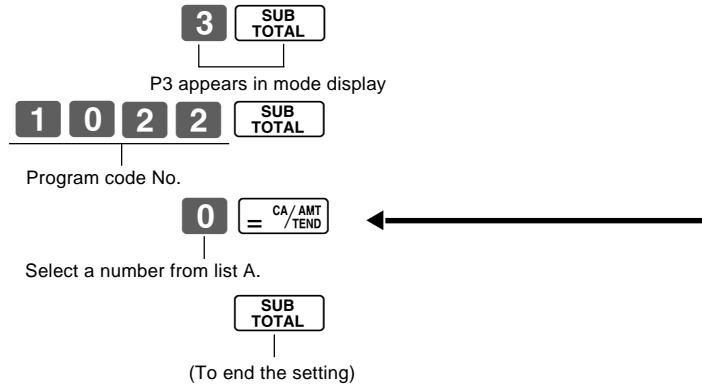 3 SUB TOTAL
P3 appears in mode display
1 0 2 2 SUB TOTAL
Program code No.
0 = CA/AMT /TEND
Select a number from list A.
SUB TOTAL
(To end the setting)